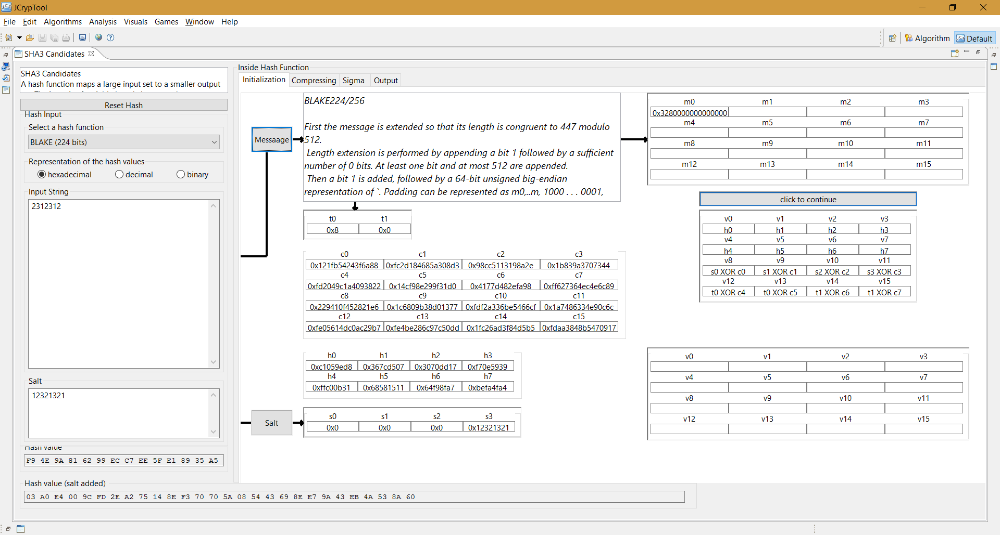 JCrypTool
File Edit Algorithms Analysis Visuals Games Window Help
Algorithm Default
SHA3 Candidates
SHA3 Candidates
A hash function maps a large input set to a smaller output
Reset Hash
Hash Input
Select a hash function
BLAKE (224 bits)
Representation of the hash values
hexadecimal decimal binary
Input String
2312312
Salt
12321321
Hash value
F9 4E 9A 81 62 99 EC C7 EE 5F E1 89 35 A5
Hash value (salt added)
03 A0 E4 00 9C FD 2E A2 75 14 8E F3 70 70 5A 08 54 43 69 8E E7 9A 43 EB 4A 53 8A 60
Inside Hash Function
Initialization Compressing Sigma Output
Messaage
BLAKE224/256
First the message is extended so that its length is congruent to 447 modulo
512.
Length extension is performed by appending a bit 1 followed by a sufficient
number of 0 bits. At least one bit and at most 512 are appended.
Then a bit 1 is added, followed by a 64-bit unsigned big-endian
representation of `. Padding can be represented as m0,..m, 1000 . . . 0001,
t0 t1
0x8 0x0
c0 c1 c2 c3
0x121fb54243f6a88 0xfc2d184685a308d3 0x98cc5113198a2e 0x1b839a3707344
c4 c5 c6 c7
0xfd2049c1a4093822 0x14cf98e299f31d0 0x4177d482efa98 0xff627364ec4e6c89
c8 c9 c10 c11
0x229410f452821e6 0x1c6809b38d01377 0xfdf2a336be5466cf 0x1a7486334e90c6c
c12 c13 c14 c15
0xfe05614dc0ac29b7 0xfe4be286c97c50dd 0x1fc26ad3f84d5b5 0xfdaa3848b5470917
h0 h1 h2 h3
0xc1059ed8 0x367cd507 0x3070dd17 0xf70e5939
h4 h5 h6 h7
0xffc00b31 0x68581511 0x64f98fa7 0xbefa4fa4
Salt
s0 s1 s2 s3
0x0 0x0 0x0 0x12321321
m0 m1 m2 m3
0x3280000000000000
m4 m5 m6 m7
m8 m9 m10 m11
m12 m13 m14 m15
click to continue
v0 v1 v2 v3
h0 h1 h2 h3
v4 v5 v6 v7
h4 h5 h6 h7
v8 v9 v10 v11
s0 XOR c0 s1 XOR c1 s2 XOR c2 s3 XOR c3
v12 v13 v14 v15
t0 XOR c4 t0 XOR c5 t1 XOR c6 t1 XOR c7
v0 v1 v2 v3
v4 v5 v6 v7
v8 v9 v10 v11
v12 v13 v14 v15